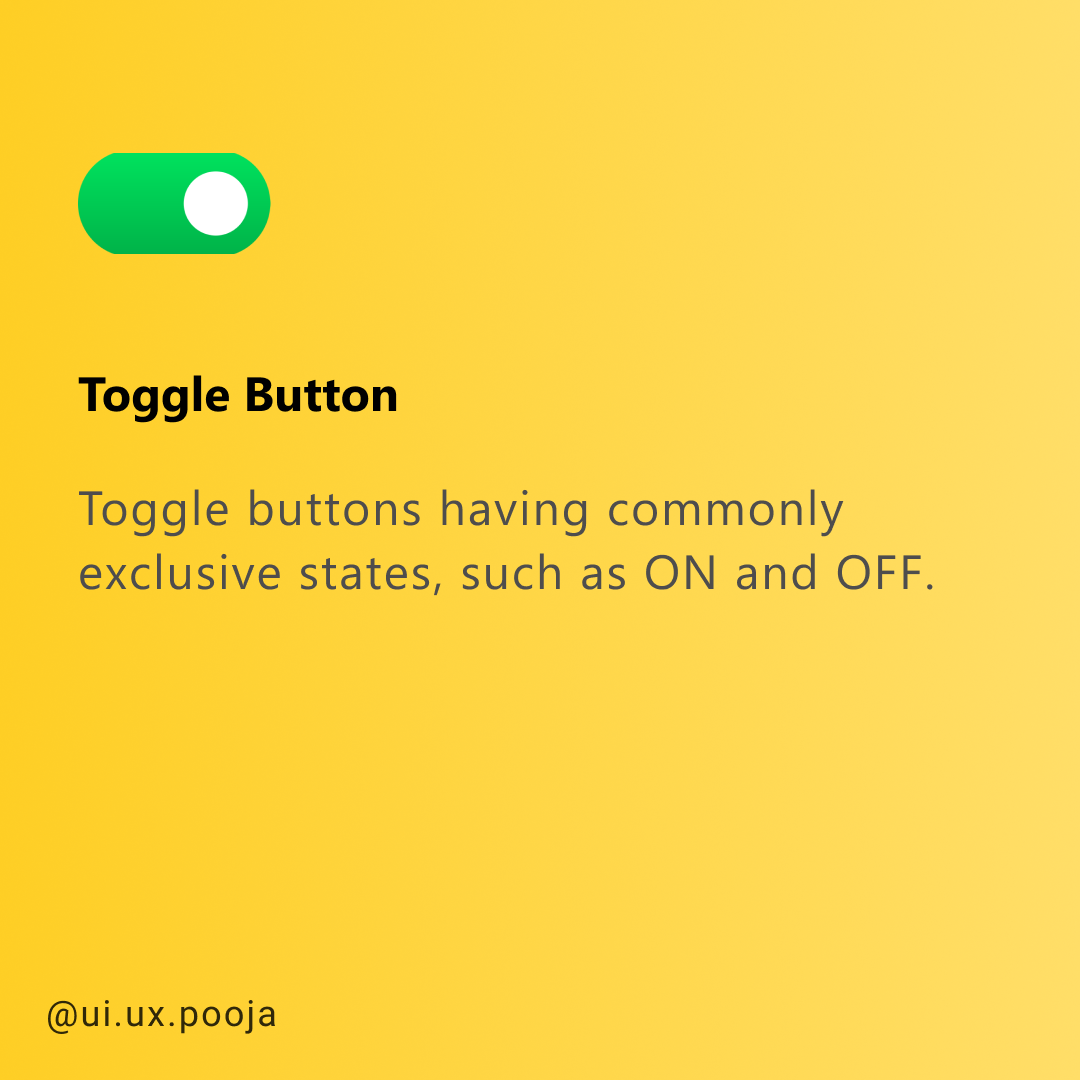 Toggle Button
Toggle buttons having commonly
exclusive states, such as ON and OFF.
@ui.ux.pooja